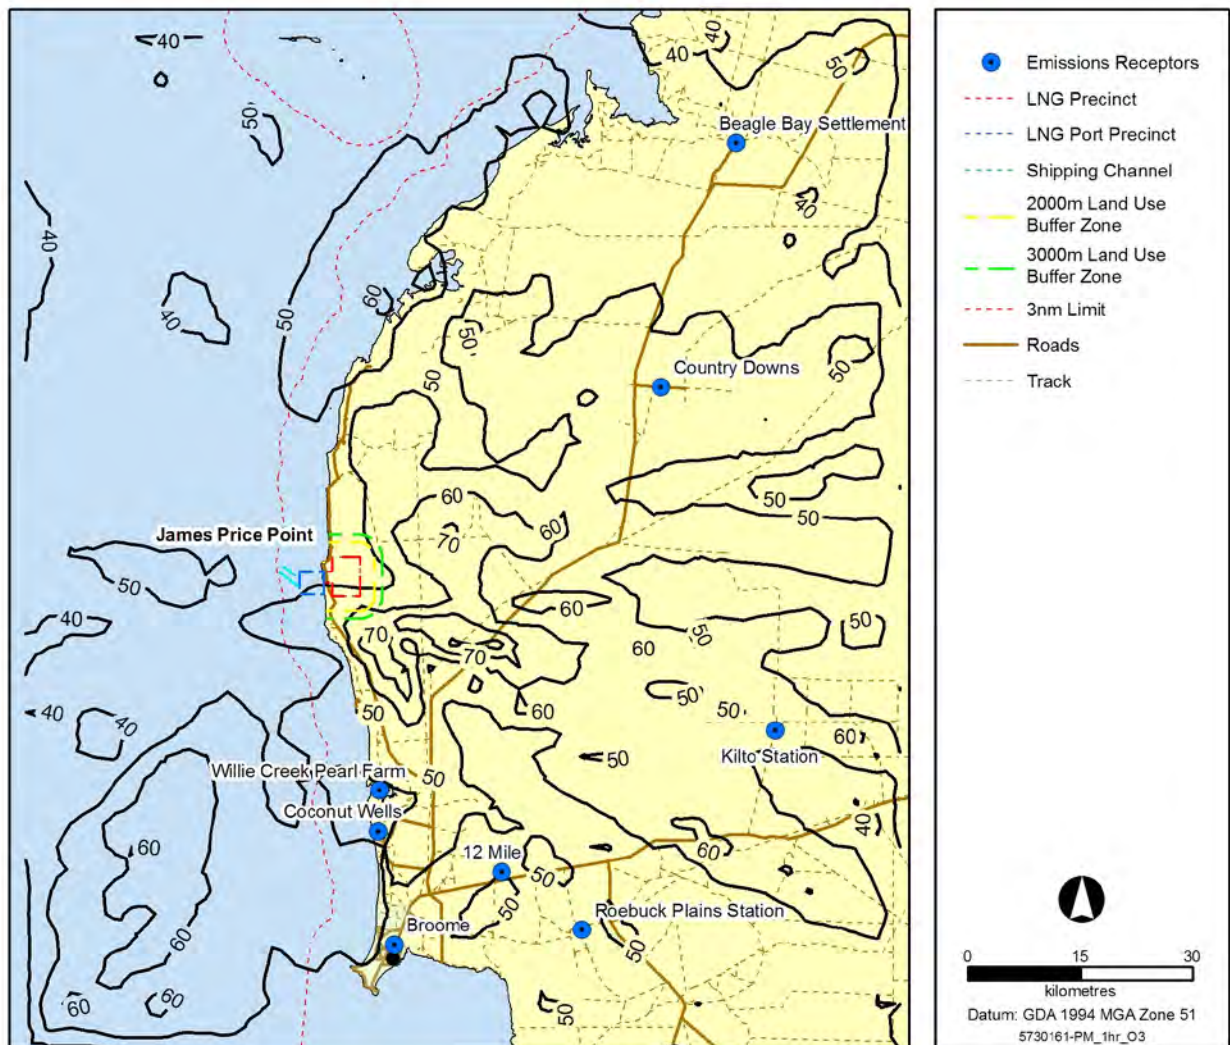 40
40
50
50
Beagle Bay Settlement
40
40
40
50
60
50
50
50
Country Downs
50
60
60
70
50
50
James Price Point
50
40
70
70
60
60
50
50
40
40
50
60
50
50
60
Kilto Station
50
50
Willie Creek Pearl Farm
Coconut Wells
40
60
60
12 Mile
50
50
Roebuck Plains Station
Broome
50
60
60
60
50
Emissions Receptors
LNG Precinct
LNG Port Precinct
Shipping Channel
2000m Land Use
Buffer Zone
3000m Land Use
Buffer Zone
3nm Limit
Roads
Track
0 15 30
kilometres
Datum: GDA 1994 MGA Zone 51
5730161-PM_1hr_O3